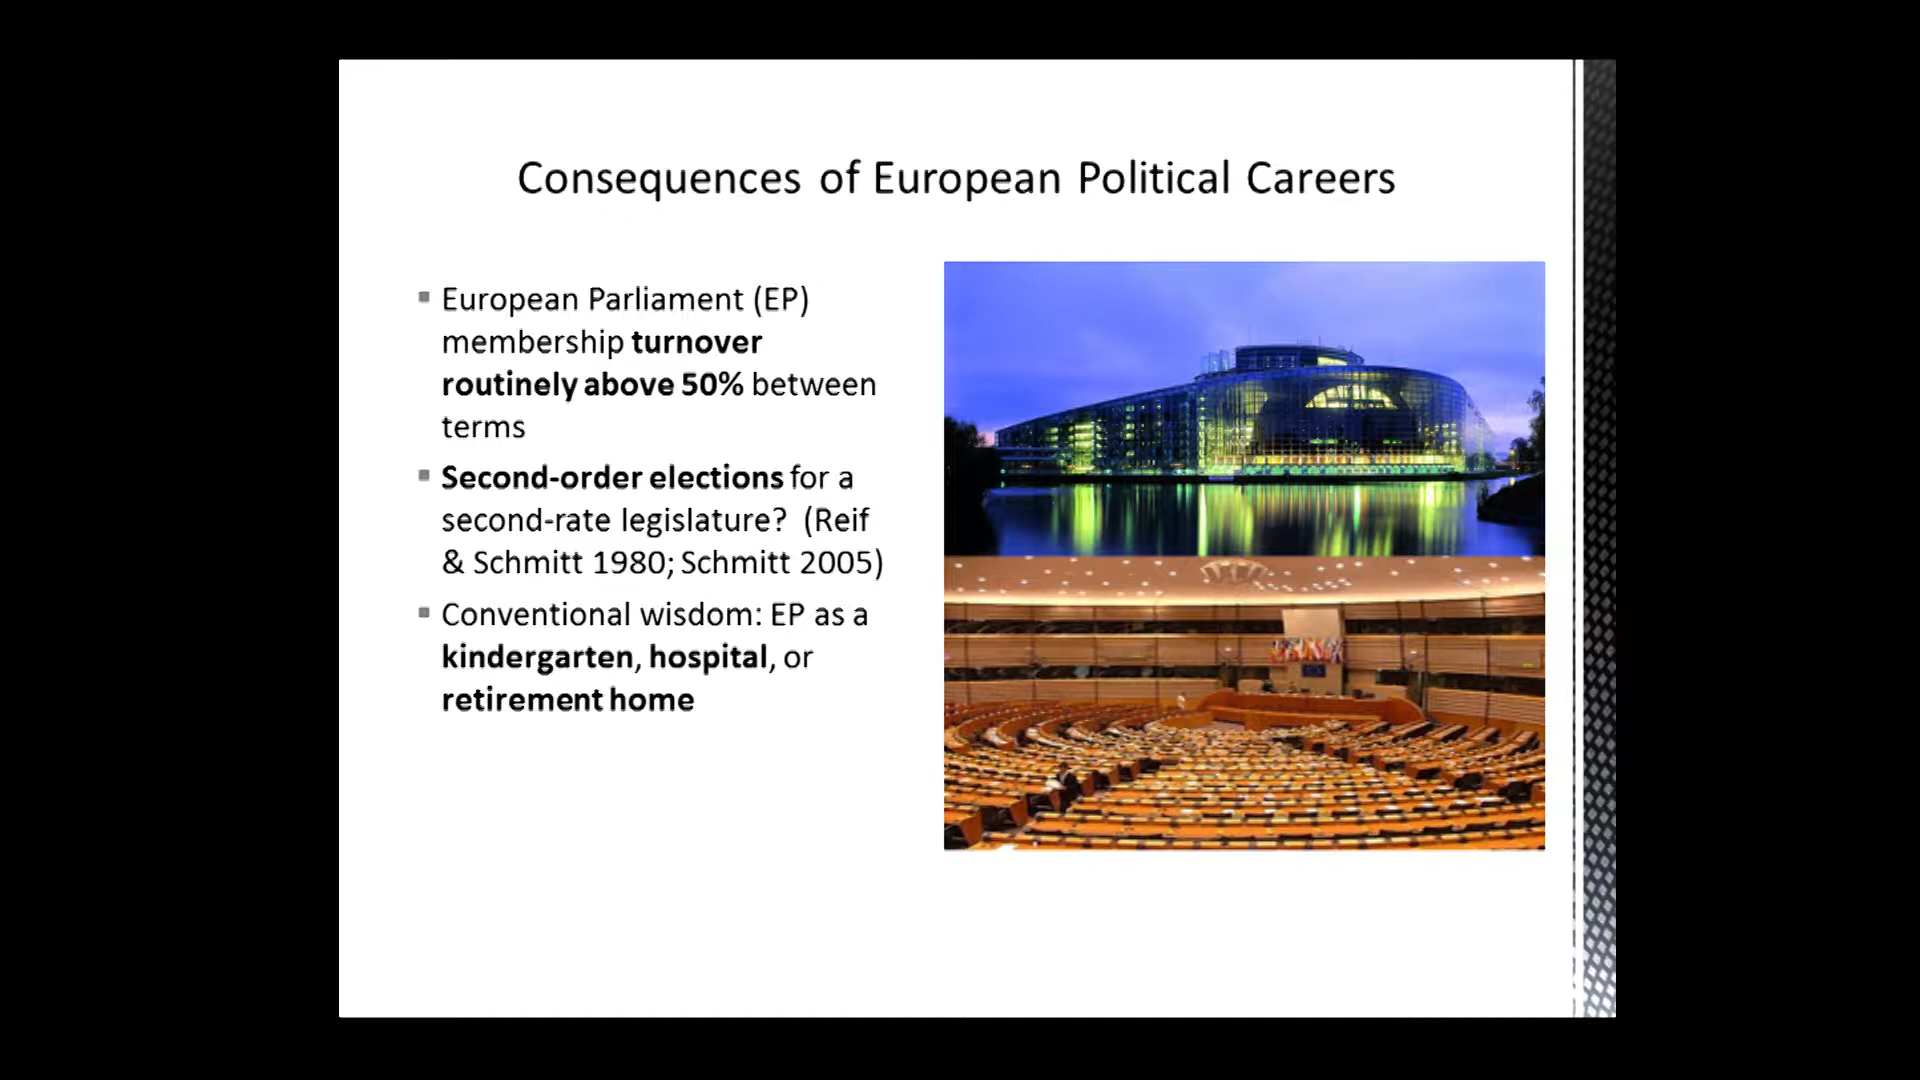 Consequences of European Political Careers
European Parliament (EP)
membership turnover
routinely above 50% between
terms
Second-order elections for a
second-rate legislature? (Reif
& Schmitt 1980; Schmitt 2005)
Conventional wisdom: EP as a
kindergarten, hospital, or
retirement home